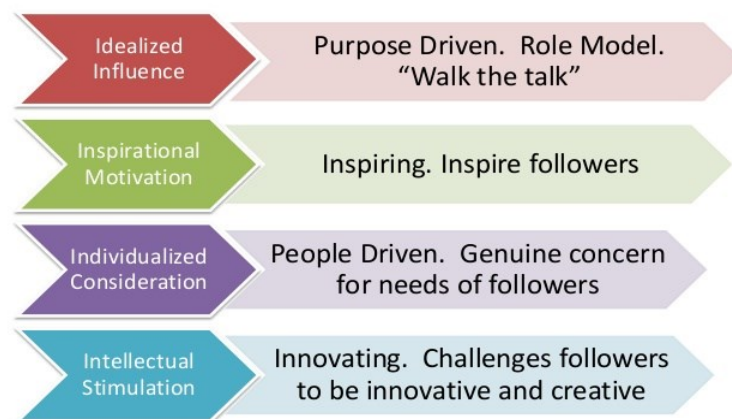 Idealized
Influence
Purpose Driven. Role Model.
“Walk the talk”
Inspirational
Motivation
Inspiring. Inspire followers
Individualized
Consideration
People Driven. Genuine concern
for needs of followers
Intellectual
Stimulation
Innovating. Challenges followers
to be innovative and creative